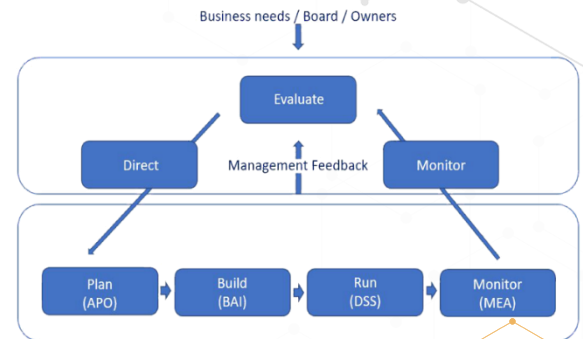 Business needs / Board / Owners
Evaluate
Direct
Management Feedback
Monitor
Plan
(APO)
Build
(BAI)
Run
(DSS)
Monitor
(MEA)